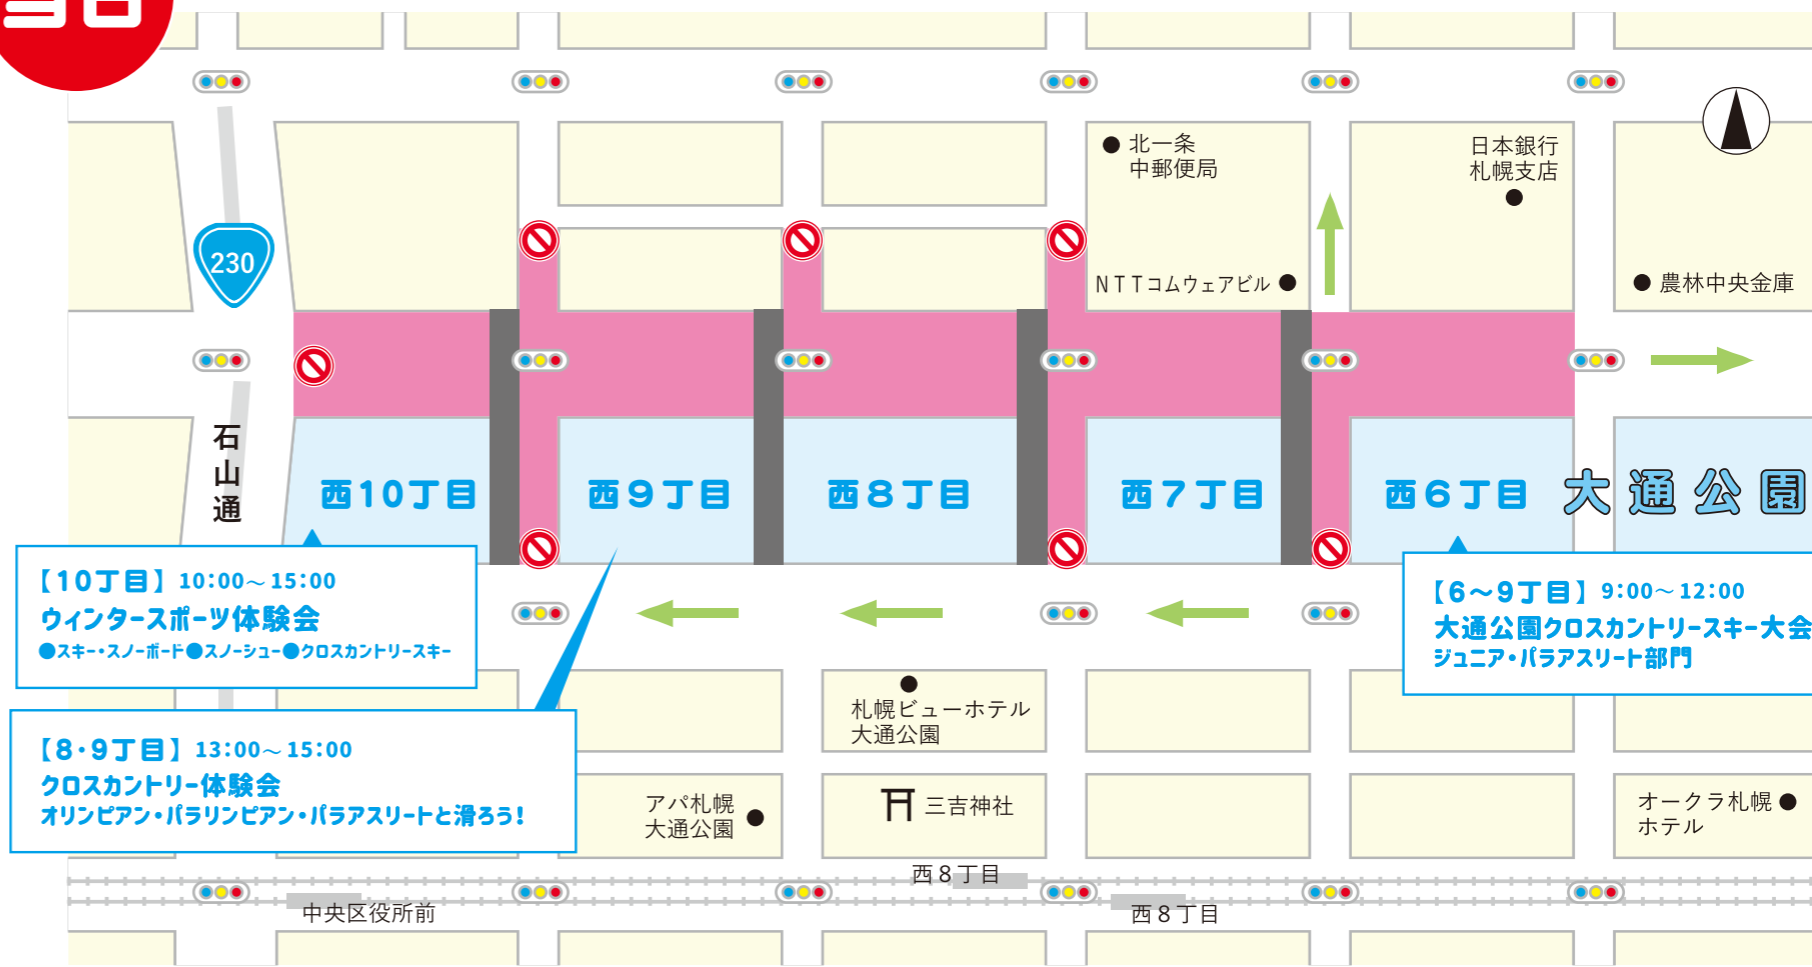 北一条
中郵便局
日本銀行
札幌支店
230
NTTコムウェアビル
農林中央金庫
石山通
西10丁目
西9丁目
西8丁目
西7丁目
西6丁目
大通公園
【10丁目】10:00～15:00
ウィンタースポーツ体験会
●スキー・スノーボード●スノーシュー●クロスカントリースキー
【6～9丁目】9:00～12:00
大通公園クロスカントリースキー大会
ジュニア・パラアスリート部門
【8・9丁目】13:00～15:00
クロスカントリー体験会
オリンピアン・パラリンピアン・パラアスリートと滑ろう!
札幌ビューホテル
大通公園
アパ札幌
大通公園
三吉神社
オークラ札幌
ホテル
西8丁目
中央区役所前
西8丁目